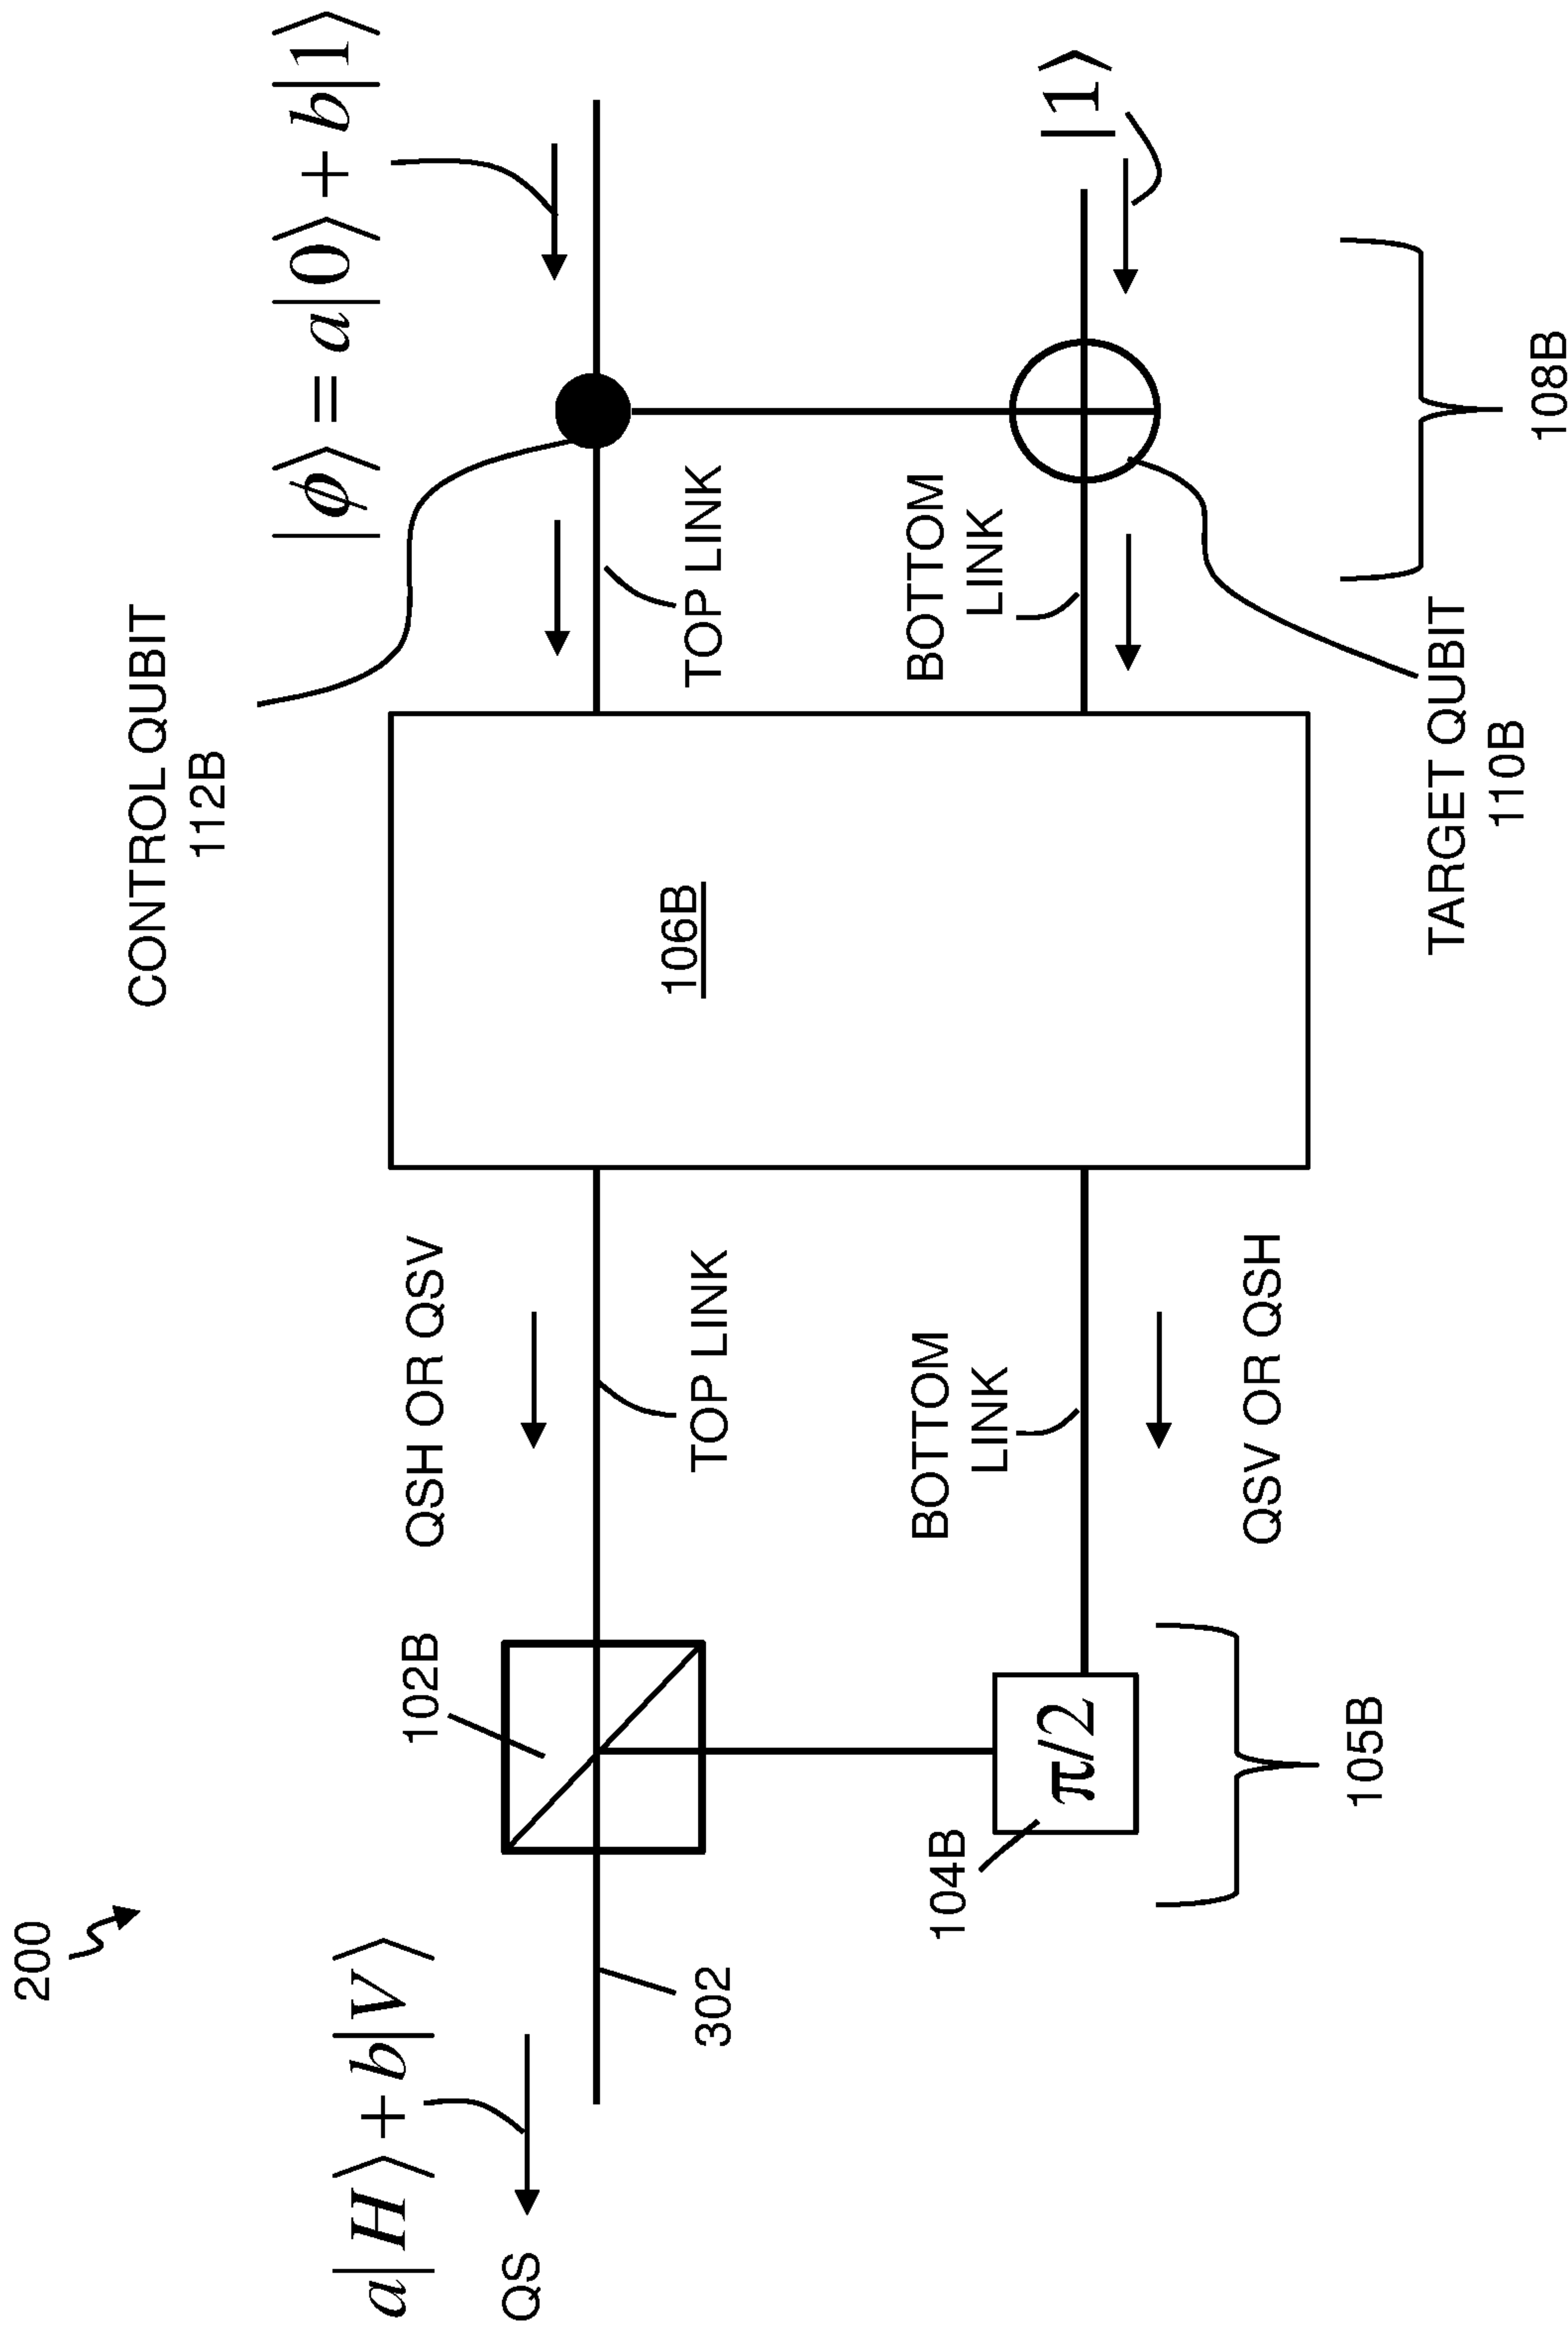 200
a|H⟩+b|V⟩
QS
302
102B
104B
π/2
105B
QSH OR QSV
TOP LINK
BOTTOM
LINK
QSV OR QSH
106B
CONTROL QUBIT
112B
TOP LINK
BOTTOM
LINK
TARGET QUBIT
110B
|ϕ⟩ = a|0⟩ + b|1⟩
|1⟩
108B